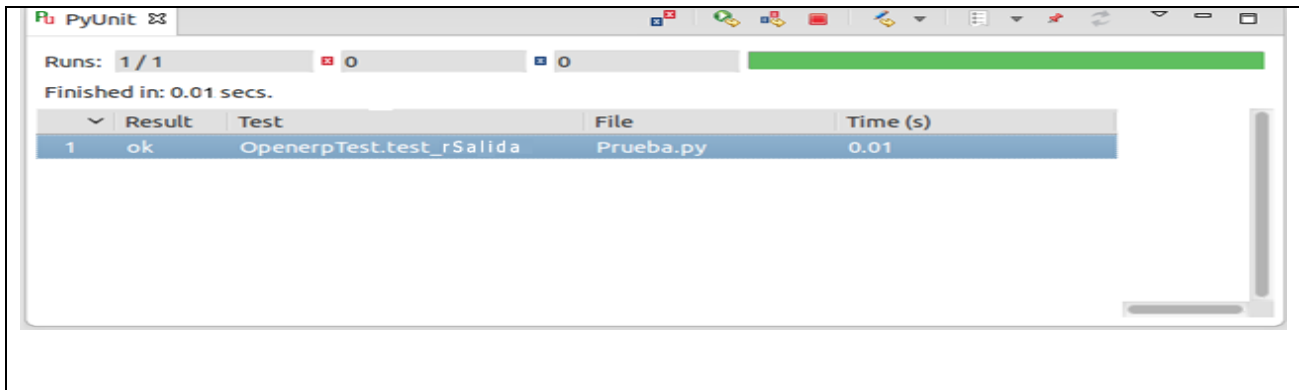 Pu PyUnit
Runs: 1 / 1 0 0
Finished in: 0.01 secs.
Result Test File Time (s)
1 ok OpenerpTest.test_rSalida Prueba.py 0.01